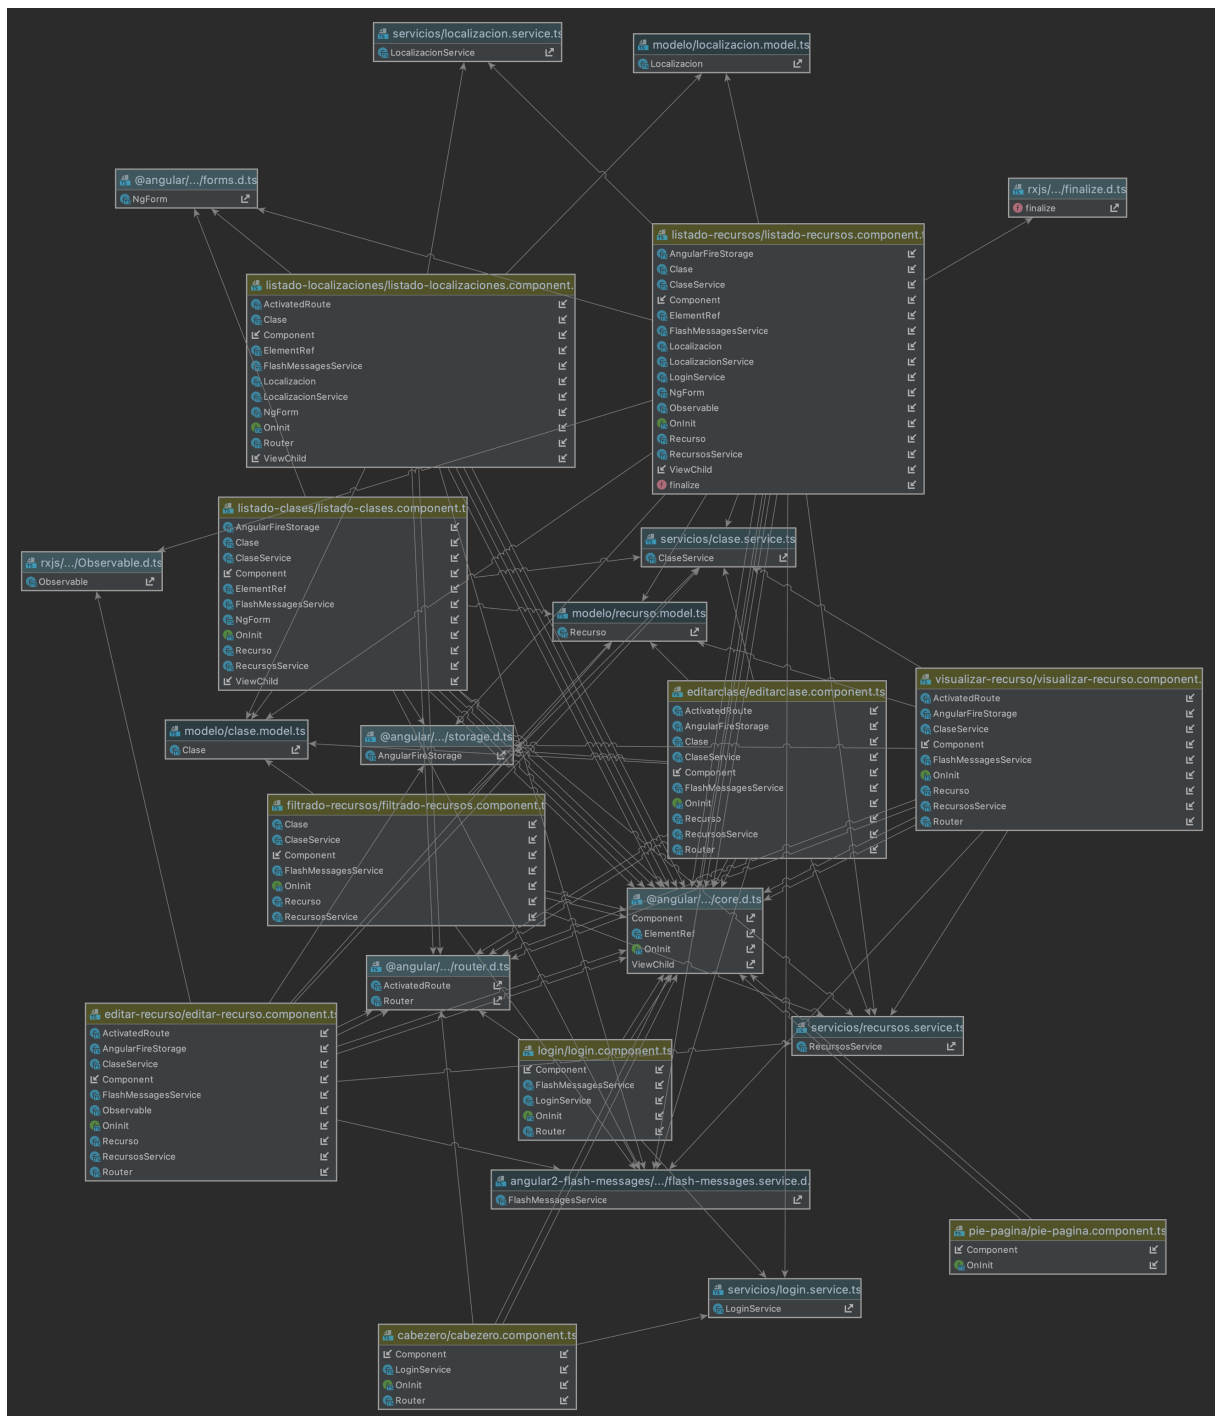 servicios/localizacion.service.ts
LocalizacionService
modelo/localizacion.model.ts
Localizacion
@angular/.../forms.d.ts
NgForm
rxjs/.../finalize.d.ts
finalize
listado-recursos/listado-recursos.component.t
AngularFireStorage
Clase
ClaseService
Component
ElementRef
FlashMessagesService
Localizacion
LocalizacionService
LoginService
NgForm
Observable
OnInit
Recurso
RecursosService
ViewChild
finalize
listado-localizaciones/listado-localizaciones.component.
ActivatedRoute
Clase
Component
ElementRef
FlashMessagesService
Localizacion
LocalizacionService
NgForm
OnInit
Router
ViewChild
listado-clases/listado-clases.component.t
AngularFireStorage
Clase
ClaseService
Component
ElementRef
FlashMessagesService
NgForm
OnInit
Recurso
RecursosService
ViewChild
servicios/clase.service.ts
ClaseService
rxjs/.../Observable.d.ts
Observable
modelo/recurso.model.ts
Recurso
editarclase/editarclase.component.ts
ActivatedRoute
AngularFireStorage
Clase
ClaseService
Component
FlashMessagesService
OnInit
Recurso
RecursosService
Router
visualizar-recurso/visualizar-recurso.component.
ActivatedRoute
AngularFireStorage
ClaseService
Component
FlashMessagesService
OnInit
Recurso
RecursosService
Router
modelo/clase.model.ts
Clase
@angular/.../storage.d.ts
AngularFireStorage
filtrado-recursos/filtrado-recursos.component.t
Clase
ClaseService
Component
FlashMessagesService
OnInit
Recurso
RecursosService
@angular/.../core.d.ts
Component
ElementRef
OnInit
ViewChild
@angular/.../router.d.ts
ActivatedRoute
Router
editar-recurso/editar-recurso.component.ts
ActivatedRoute
AngularFireStorage
ClaseService
Component
FlashMessagesService
Observable
OnInit
Recurso
RecursosService
Router
servicios/recursos.service.ts
RecursosService
login/login.component.ts
Component
FlashMessagesService
LoginService
OnInit
Router
angular2-flash-messages/.../flash-messages.service.d.
FlashMessagesService
pie-pagina/pie-pagina.component.ts
Component
OnInit
servicios/login.service.ts
LoginService
cabezero/cabezero.component.ts
Component
LoginService
OnInit
Router